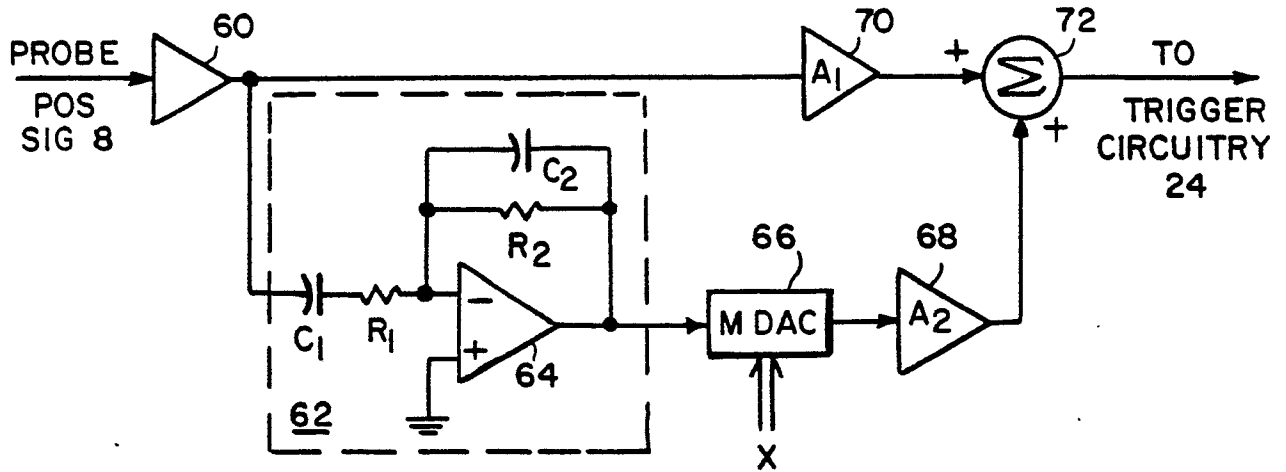 60
PROBE
POS
SIG 8
70
A1
+
72
Σ
TO
TRIGGER
CIRCUITRY
24
+
C2
R2
C1
R1
−
+
64
62
66
M DAC
68
A2
X